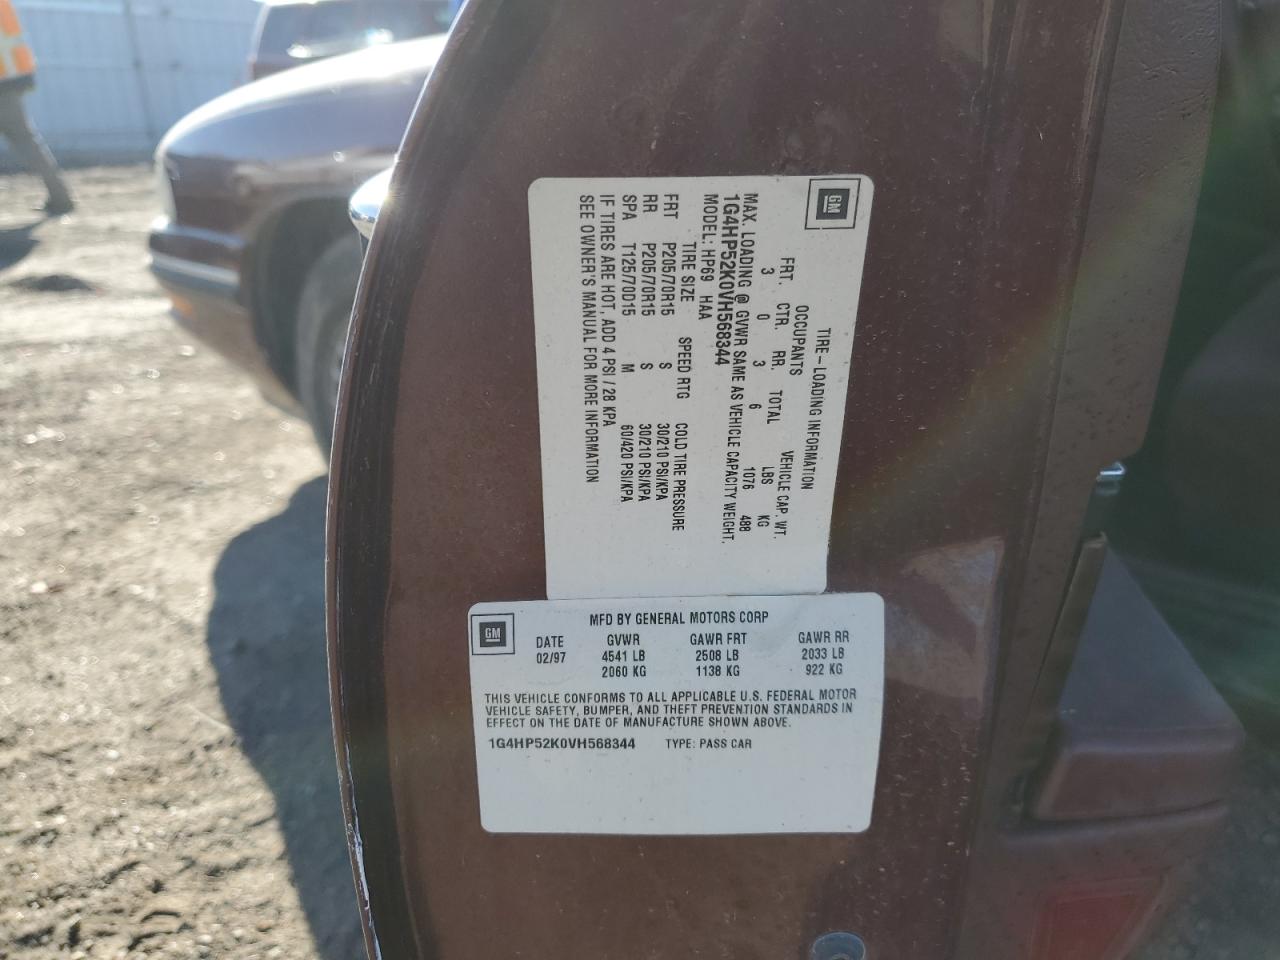 GM
TIRE-LOADING INFORMATION
OCCUPANTS VEHICLE CAP. WT.
FRT. CTR. RR. TOTAL LBS KG
3 0 3 6 1076 488
MAX. LOADING @ GVWR SAME AS VEHICLE CAPACITY WEIGHT.
1G4HP52K0VH568344
MODEL: HP69 HAA
TIRE SIZE SPEED RTG COLD TIRE PRESSURE
FRT P205/70R15 S 30/210 PSI/KPA
RR P205/70R15 S 30/210 PSI/KPA
SPA T125/70D15 M 60/420 PSI/KPA
IF TIRES ARE HOT, ADD 4 PSI / 28 KPA
SEE OWNER'S MANUAL FOR MORE INFORMATION
GM
MFD BY GENERAL MOTORS CORP
DATE GVWR GAWR FRT GAWR RR
02/97 4541 LB 2508 LB 2033 LB
2060 KG 1138 KG 922 KG
THIS VEHICLE CONFORMS TO ALL APPLICABLE U.S. FEDERAL MOTOR
VEHICLE SAFETY, BUMPER, AND THEFT PREVENTION STANDARDS IN
EFFECT ON THE DATE OF MANUFACTURE SHOWN ABOVE.
1G4HP52K0VH568344 TYPE: PASS CAR